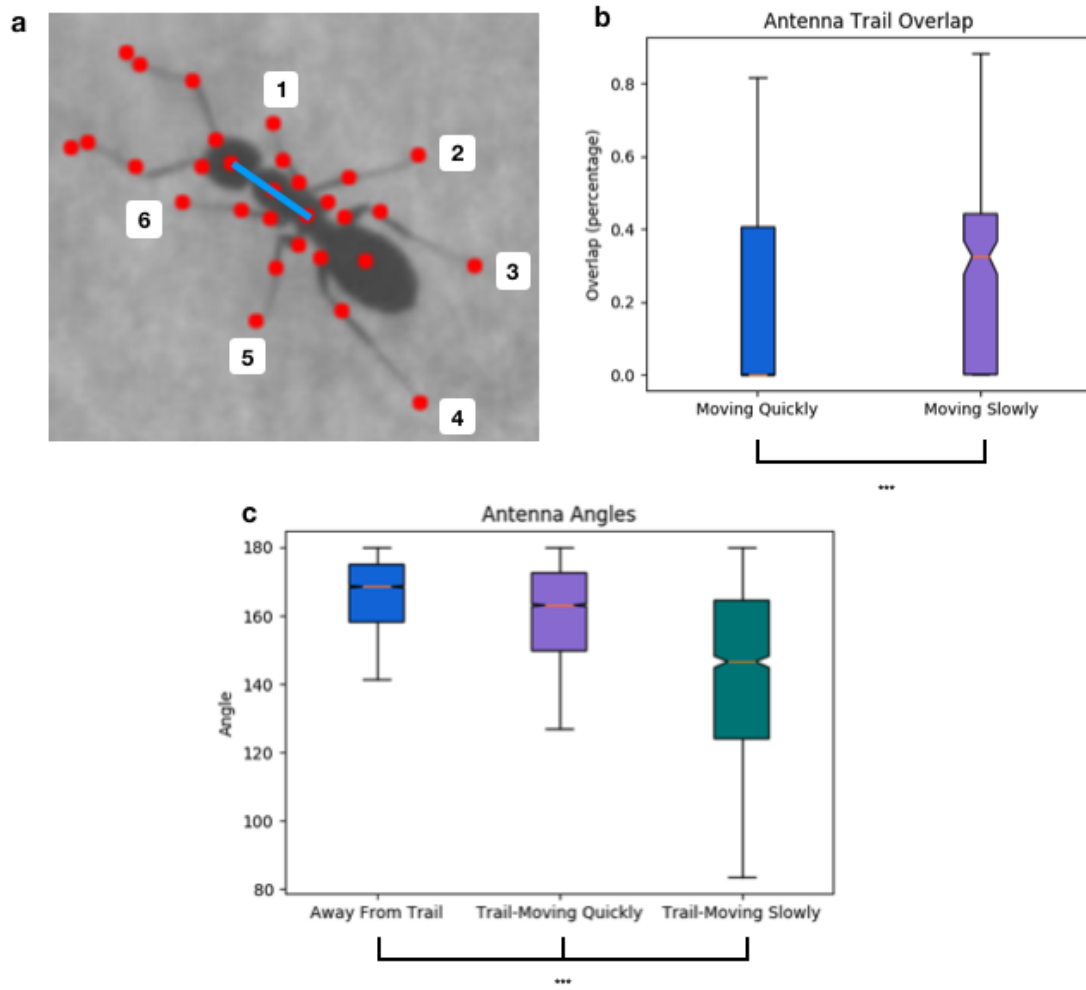 a
1
2
3
4
5
6
b
Antenna Trail Overlap
Overlap (percentage)
0.8
0.6
0.4
0.2
0.0
Moving Quickly Moving Slowly
***
c
Antenna Angles
Angle
180
160
140
120
100
80
Away From Trail Trail-Moving Quickly Trail-Moving Slowly
***